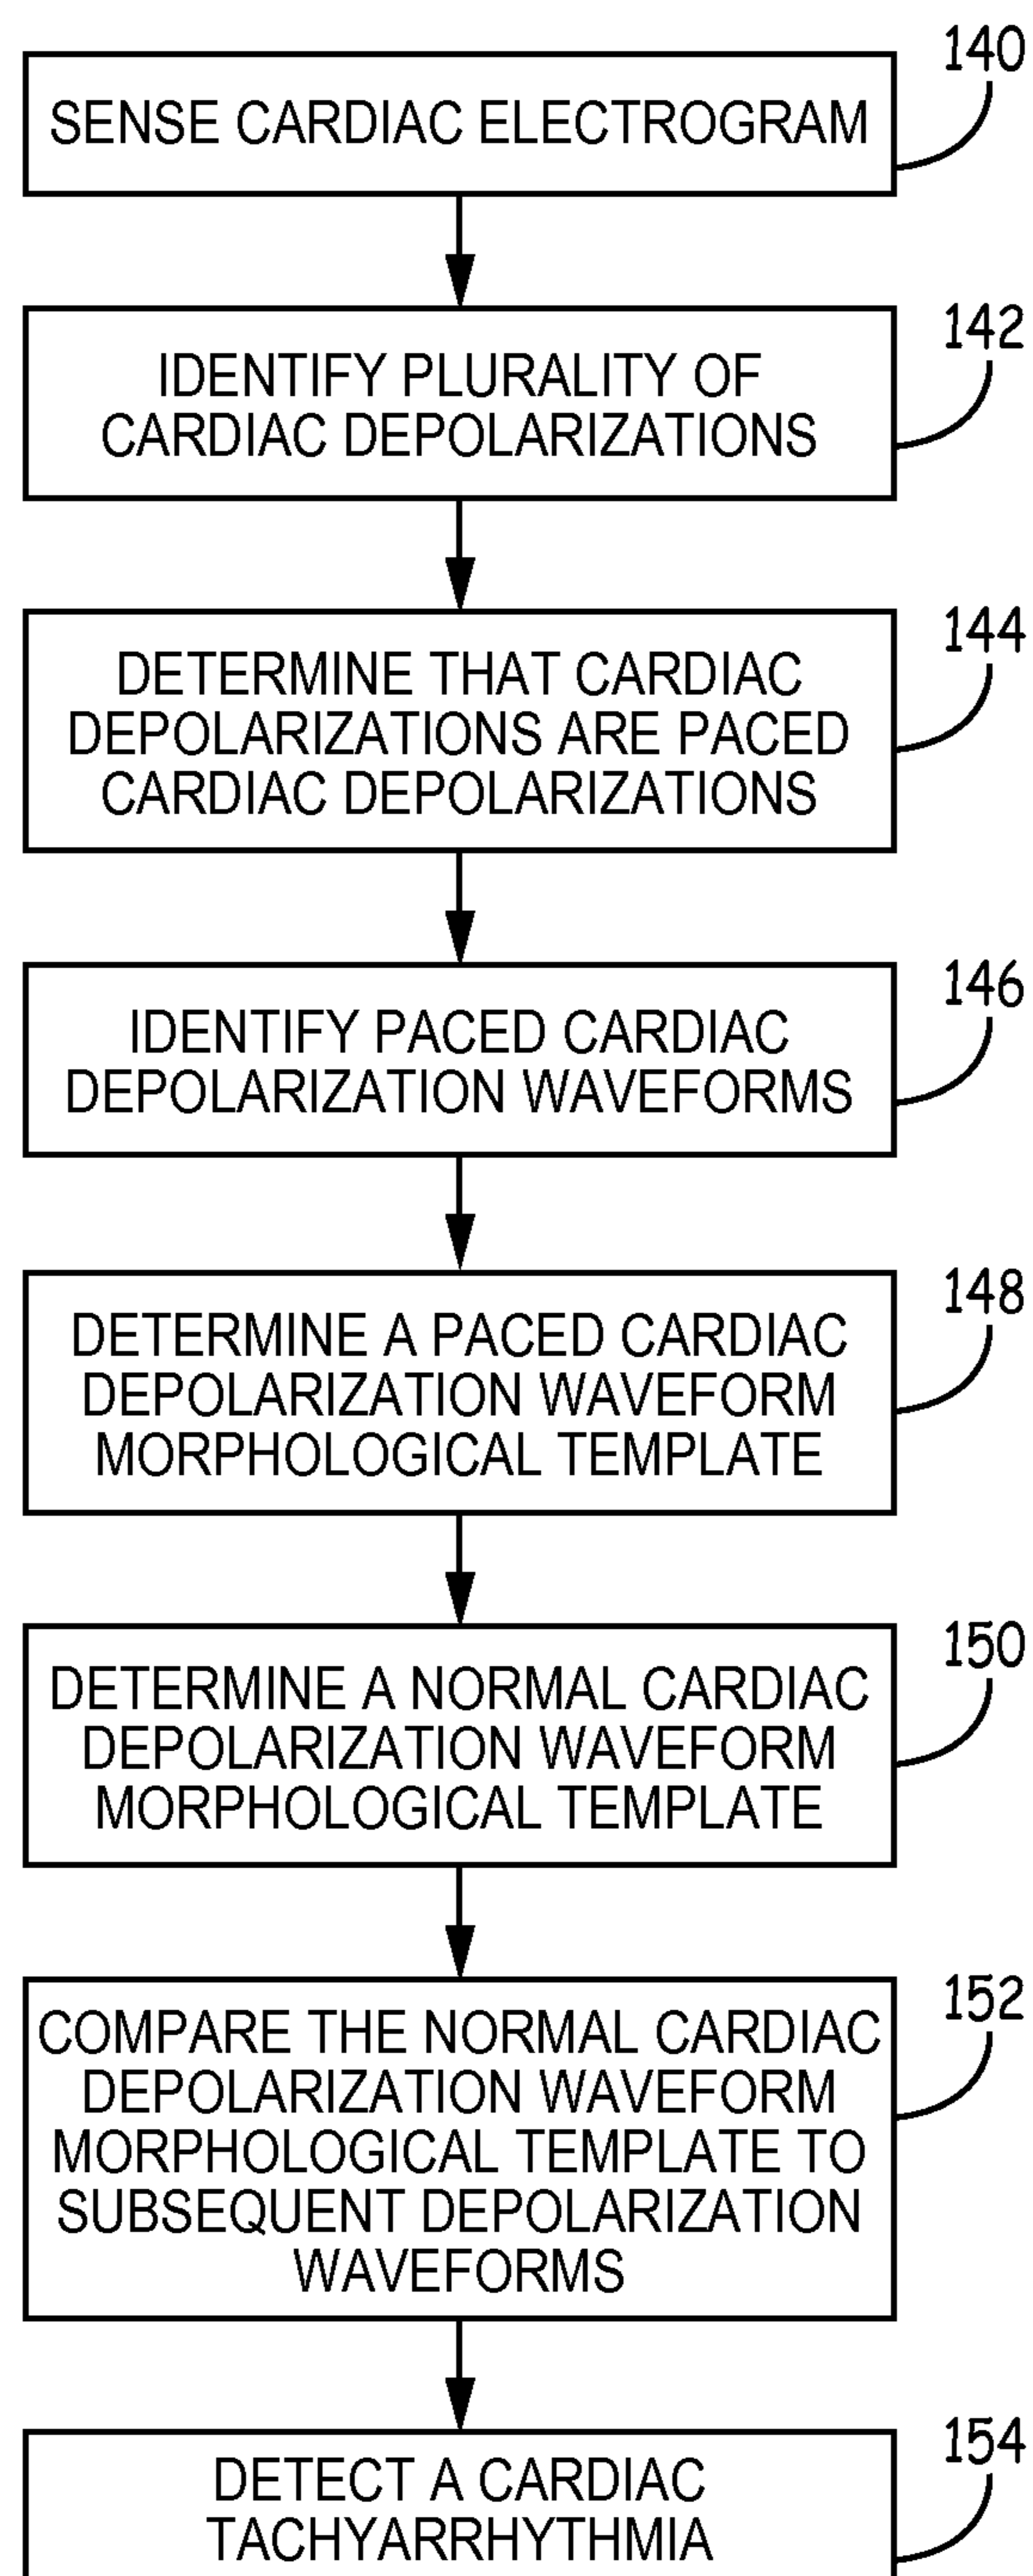 140
SENSE CARDIAC ELECTROGRAM
142
IDENTIFY PLURALITY OF
CARDIAC DEPOLARIZATIONS
144
DETERMINE THAT CARDIAC
DEPOLARIZATIONS ARE PACED
CARDIAC DEPOLARIZATIONS
146
IDENTIFY PACED CARDIAC
DEPOLARIZATION WAVEFORMS
148
DETERMINE A PACED CARDIAC
DEPOLARIZATION WAVEFORM
MORPHOLOGICAL TEMPLATE
150
DETERMINE A NORMAL CARDIAC
DEPOLARIZATION WAVEFORM
MORPHOLOGICAL TEMPLATE
152
COMPARE THE NORMAL CARDIAC
DEPOLARIZATION WAVEFORM
MORPHOLOGICAL TEMPLATE TO
SUBSEQUENT DEPOLARIZATION
WAVEFORMS
154
DETECT A CARDIAC
TACHYARRHYTHMIA